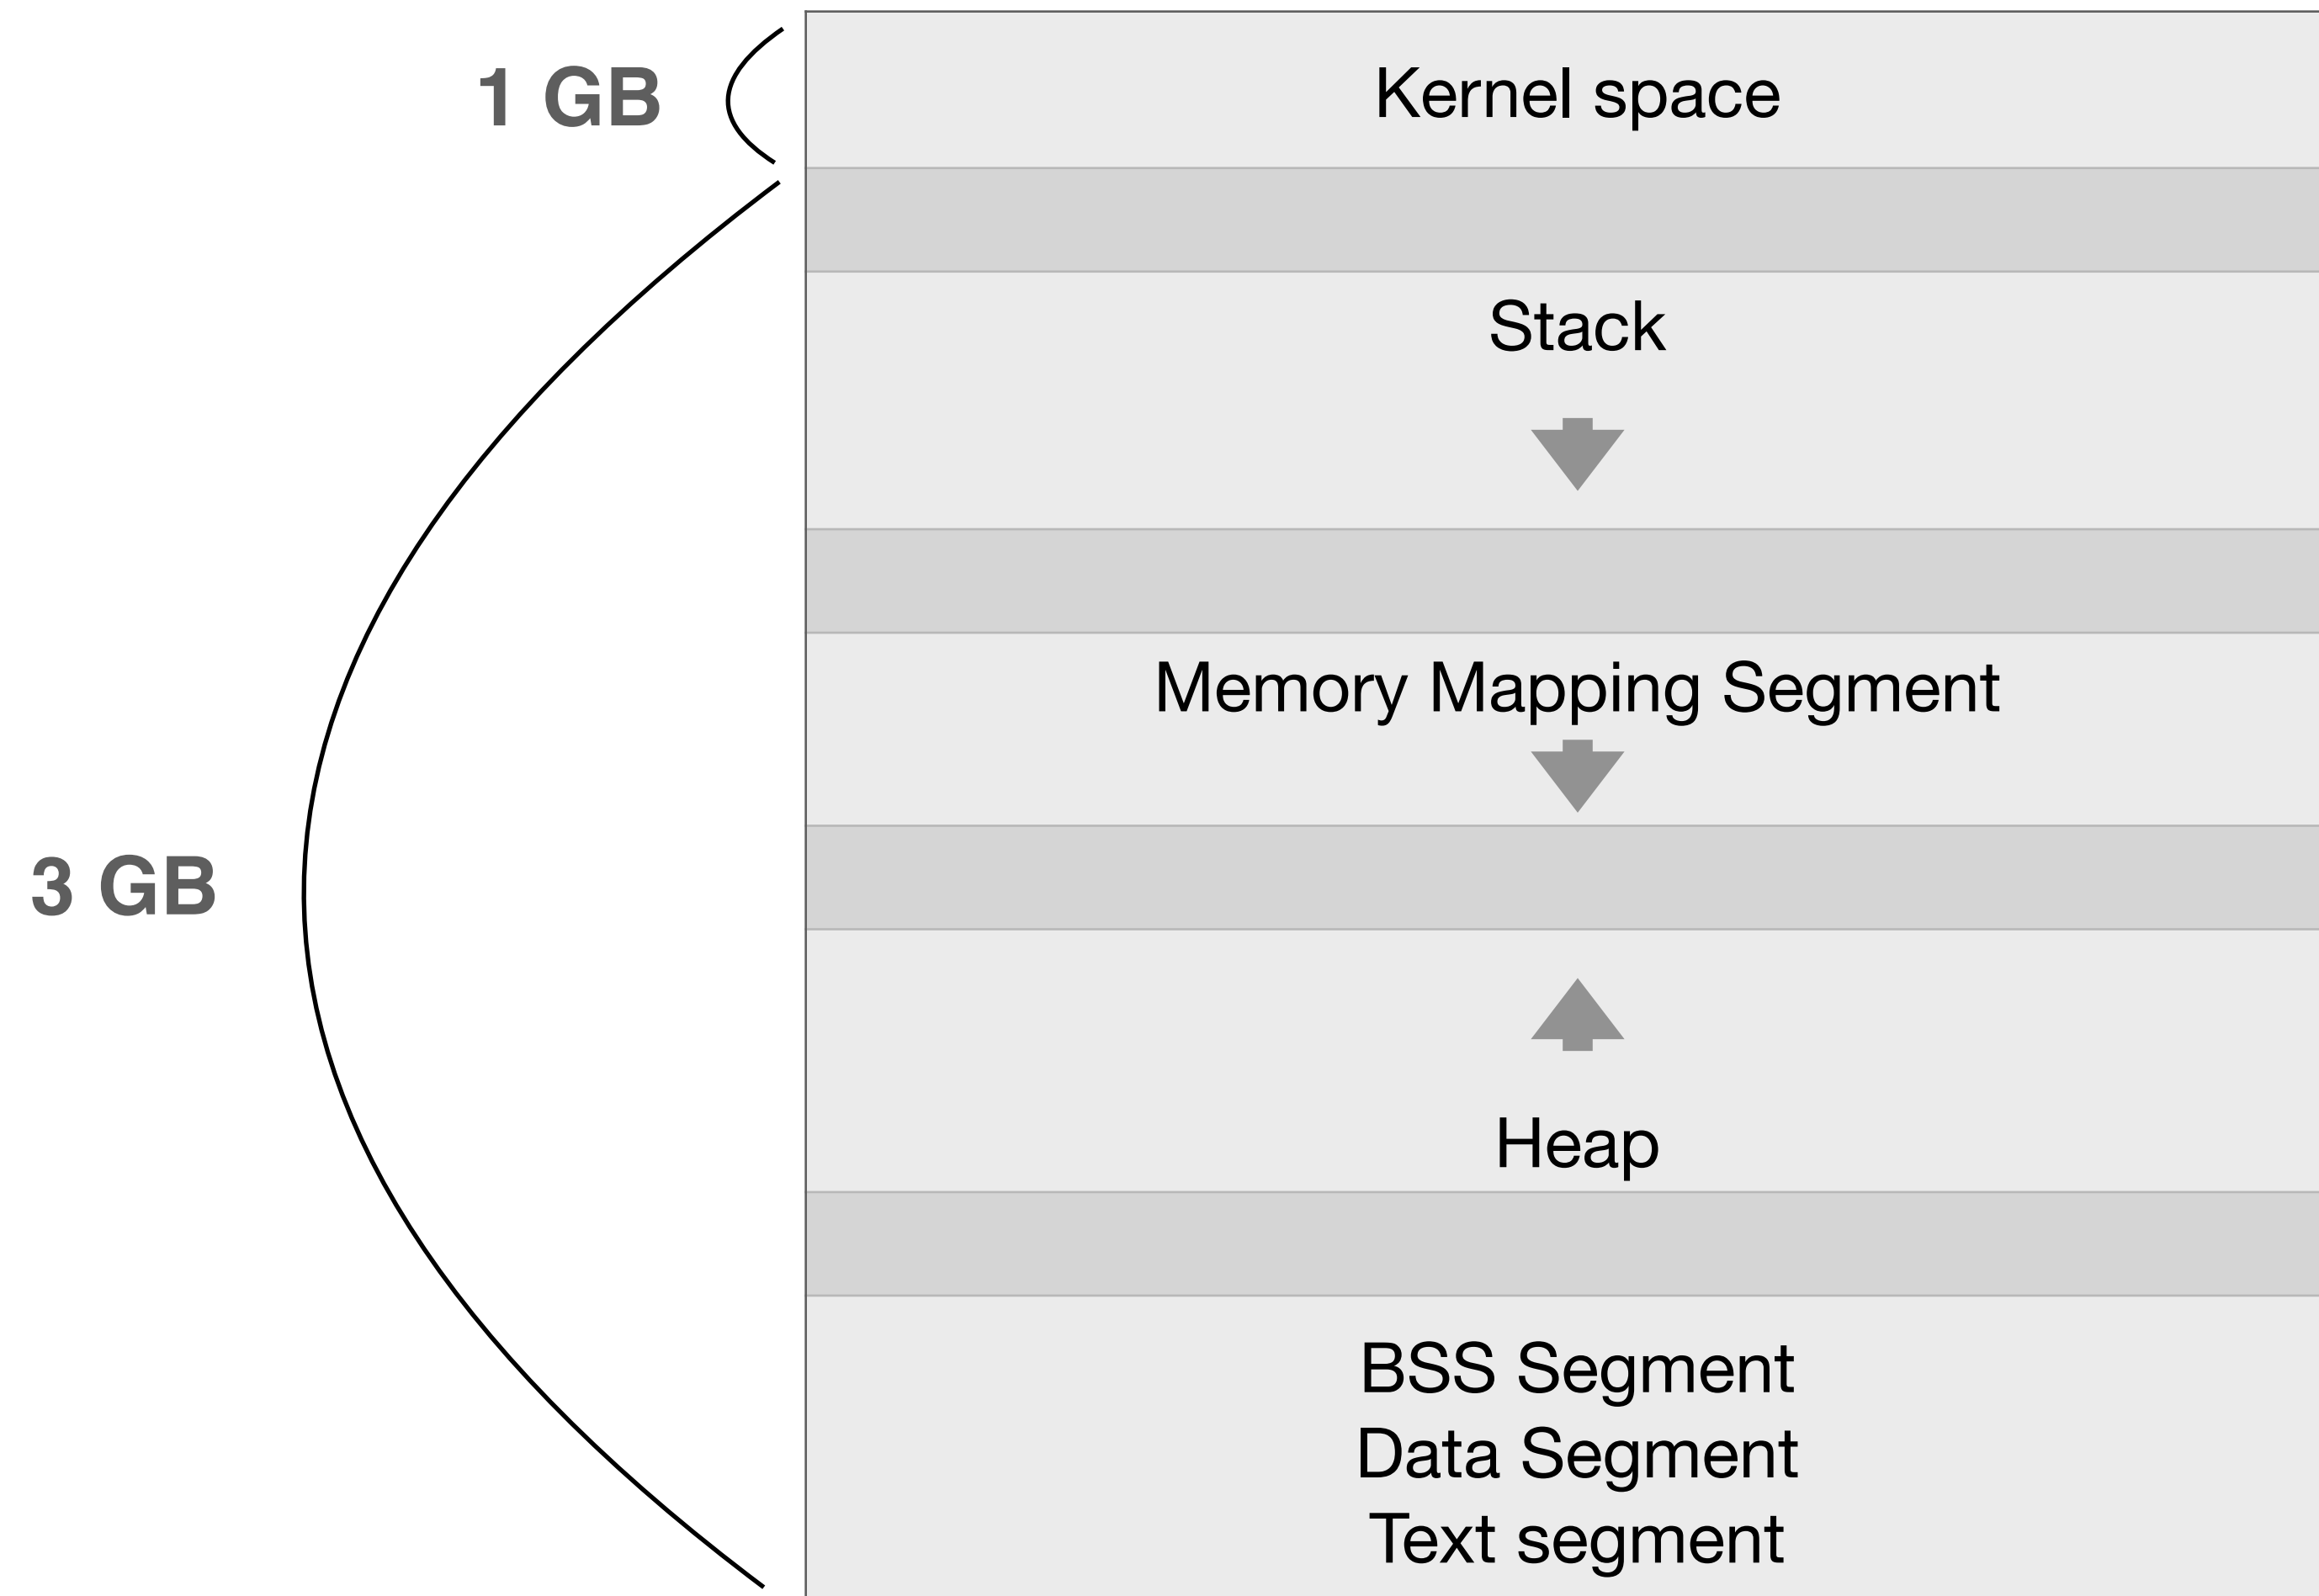 1 GB
Kernel space
Stack
Memory Mapping Segment
3 GB
Heap
BSS Segment
Data Segment
Text segment